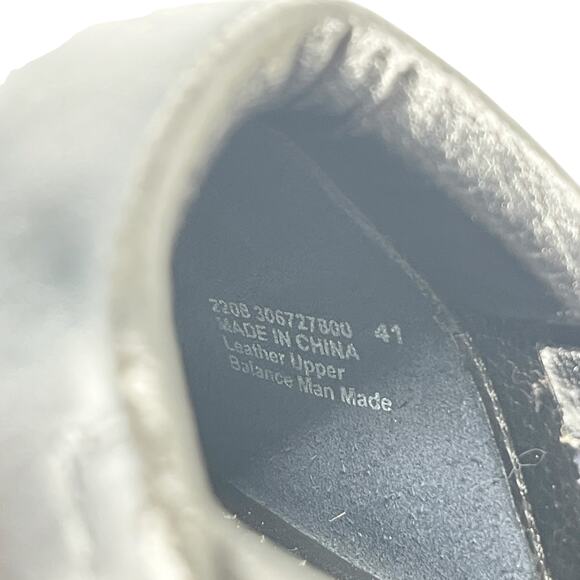 2208 306727800 41
MADE IN CHINA
Leather Upper
Balance Man Made